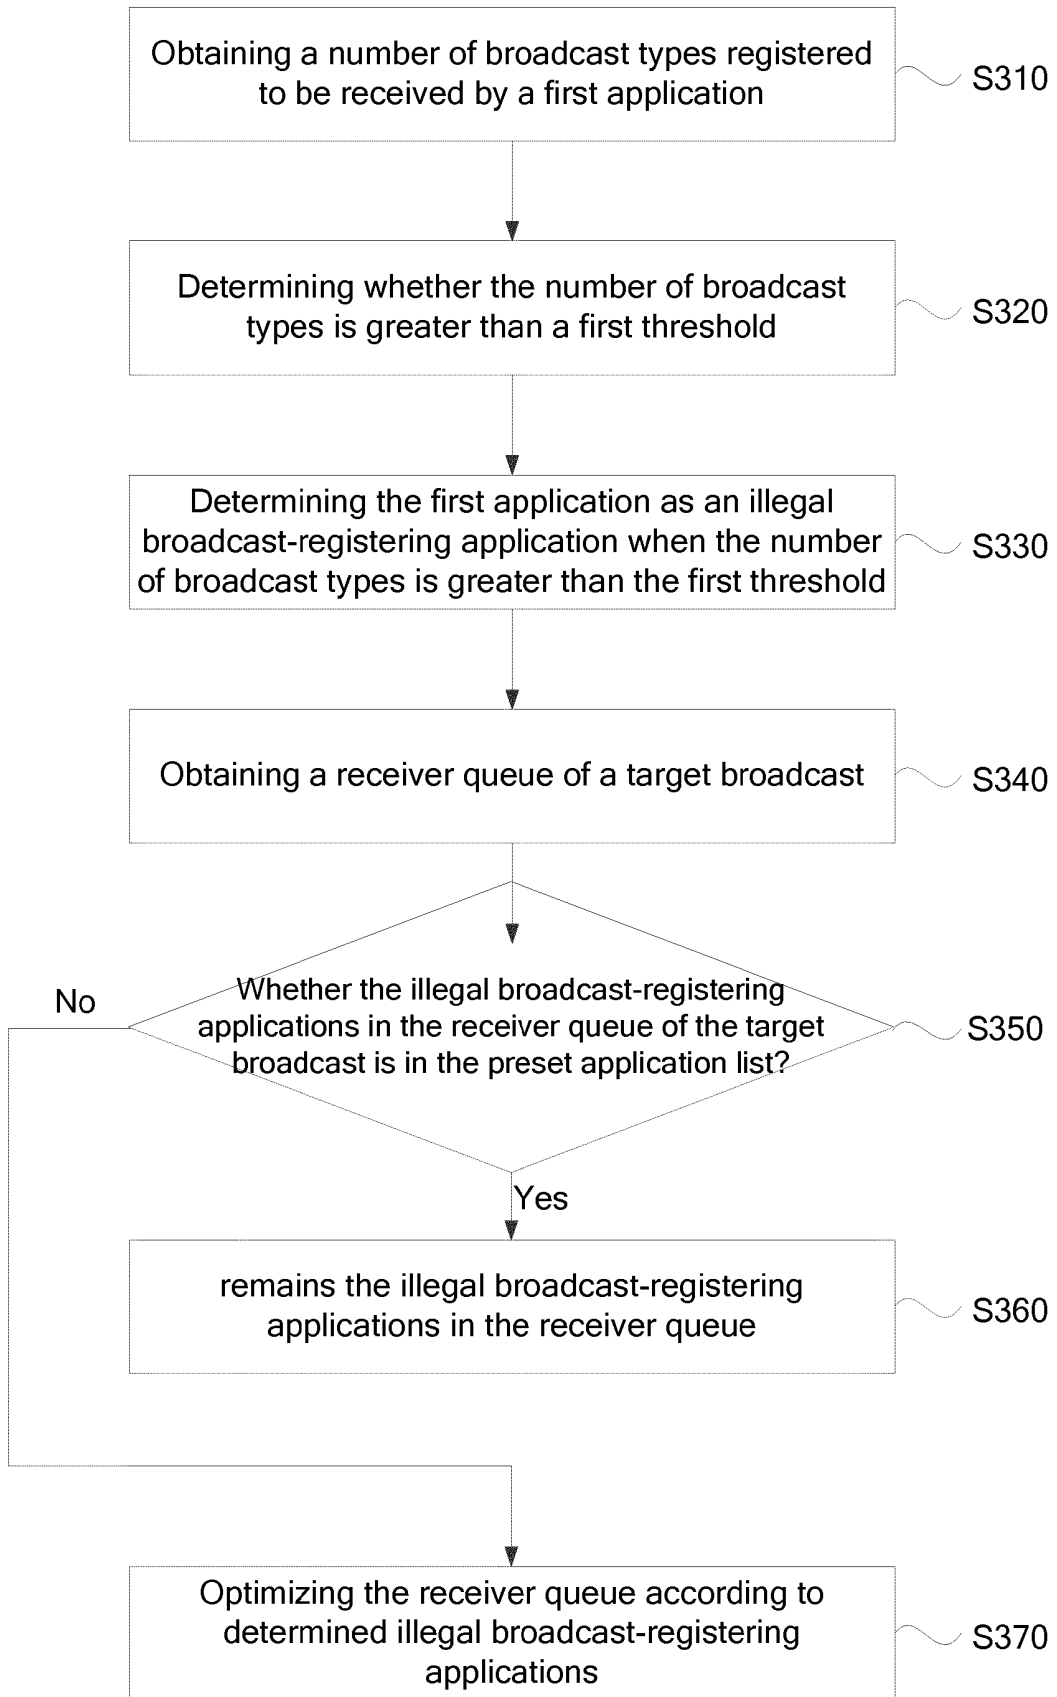 Obtaining a number of broadcast types registered
to be received by a first application
S310
Determining whether the number of broadcast
types is greater than a first threshold
S320
Determining the first application as an illegal
broadcast-registering application when the number
of broadcast types is greater than the first threshold
S330
Obtaining a receiver queue of a target broadcast
S340
No
Whether the illegal broadcast-registering
applications in the receiver queue of the target
broadcast is in the preset application list?
S350
Yes
remains the illegal broadcast-registering
applications in the receiver queue
S360
Optimizing the receiver queue according to
determined illegal broadcast-registering
applications
S370